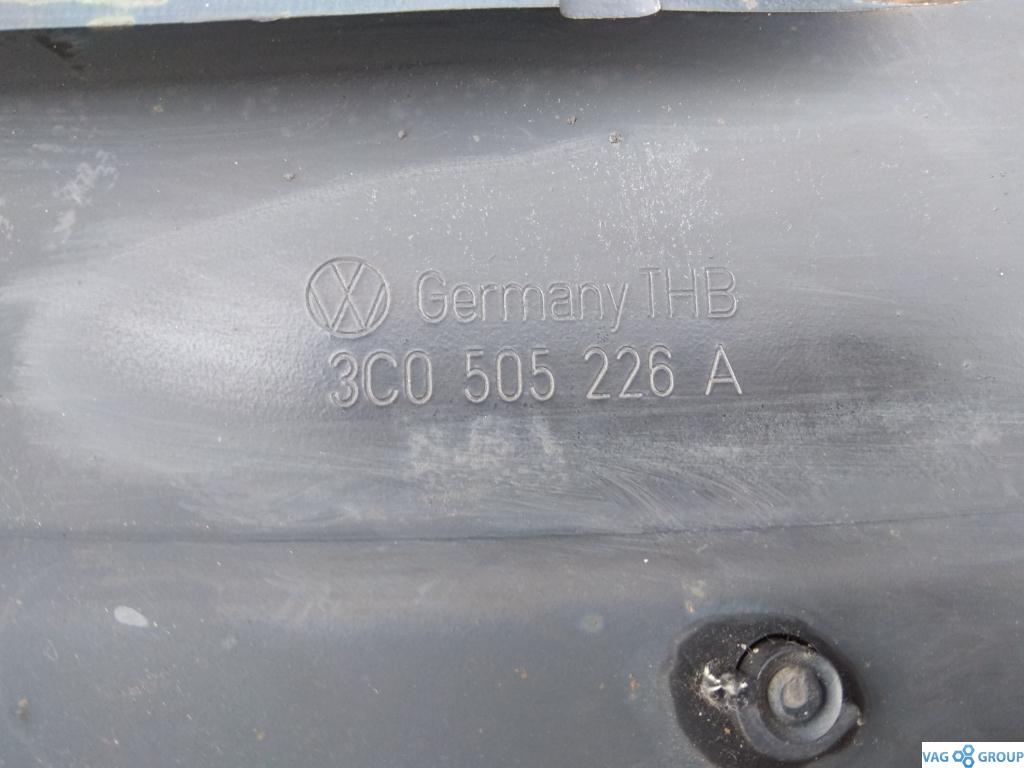 Germany THB
3C0 505 226 A
VAG GROUP